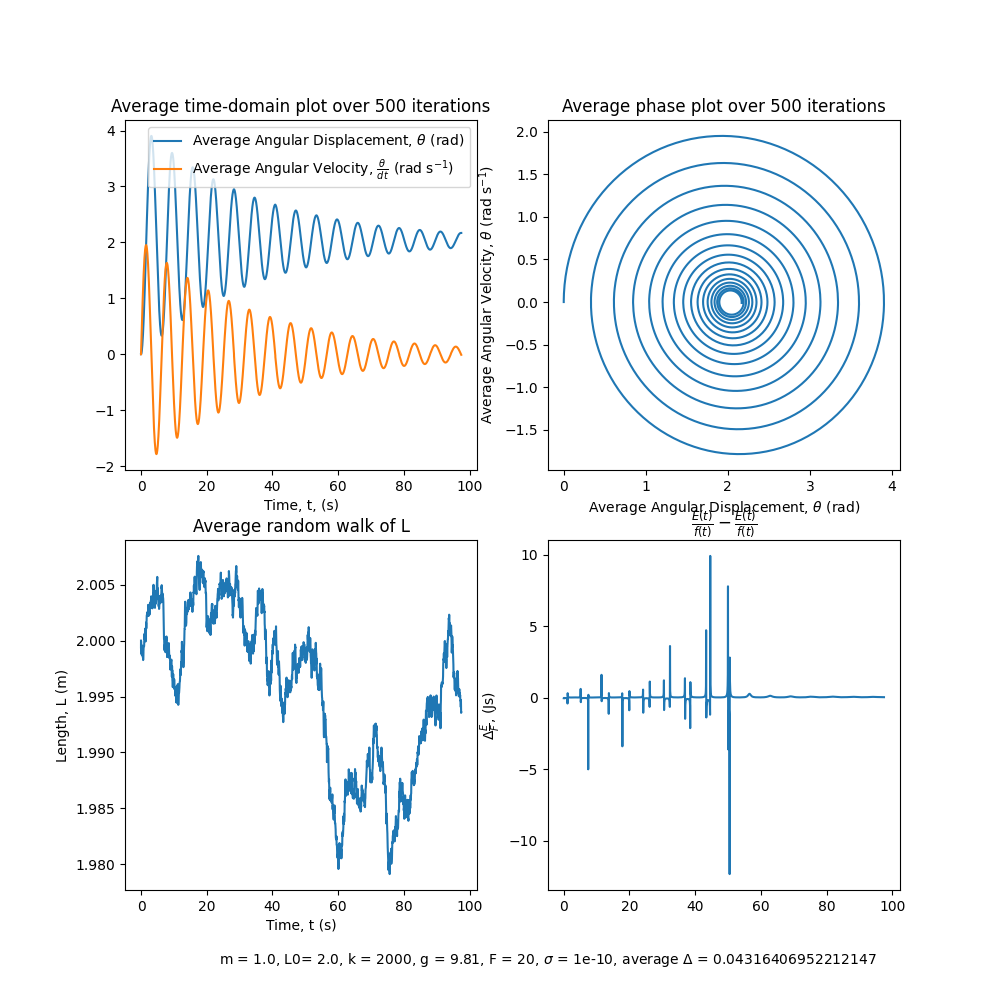 Average time-domain plot over 500 iterations
Average Angular Displacement, θ (rad)
Average Angular Velocity, θ/dt (rad s⁻¹)
4
3
2
1
0
−1
−2
0 20 40 60 80 100
Time, t, (s)
Average phase plot over 500 iterations
Average Angular Velocity, θ (rad s⁻¹)
2.0
1.5
1.0
0.5
0.0
−0.5
−1.0
−1.5
0 1 2 3 4
Average Angular Displacement, θ (rad)
Average random walk of L
Length, L (m)
2.005
2.000
1.995
1.990
1.985
1.980
0 20 40 60 80 100
Time, t (s)
E(t)/f(t) − E(t)/f(t)
Δ E/F, (Js)
10
5
0
−5
−10
0 20 40 60 80 100
m = 1.0, L0= 2.0, k = 2000, g = 9.81, F = 20, σ = 1e-10, average Δ = 0.04316406952212147